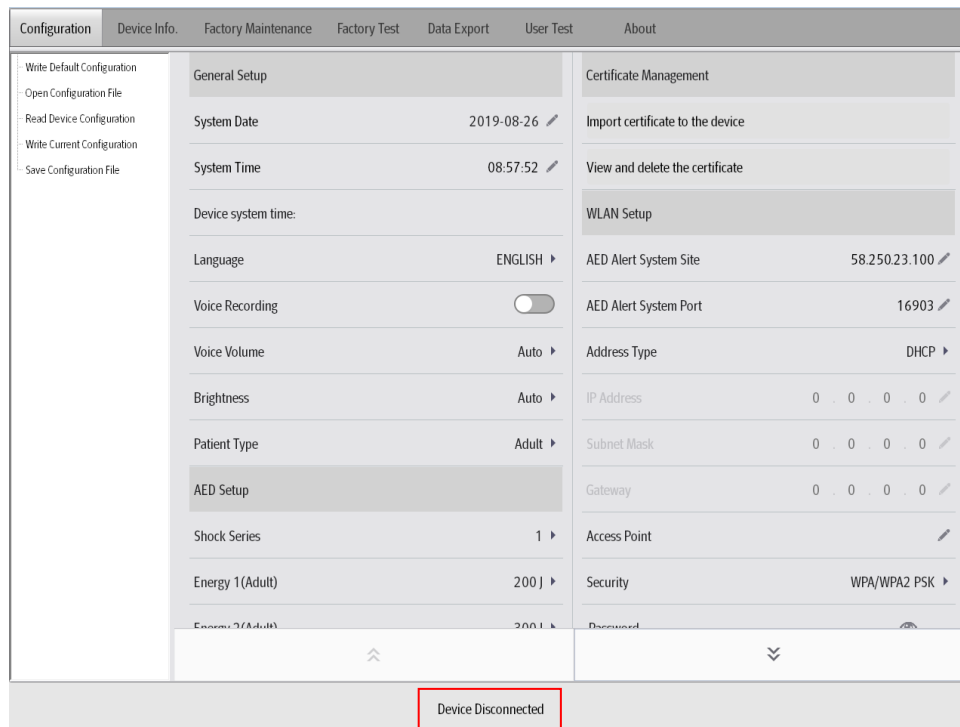 Configuration Device Info. Factory Maintenance Factory Test Data Export User Test About
Write Default Configuration
Open Configuration File
Read Device Configuration
Write Current Configuration
Save Configuration File
General Setup
System Date 2019-08-26
System Time 08:57:52
Device system time:
Language ENGLISH
Voice Recording
Voice Volume Auto
Brightness Auto
Patient Type Adult
AED Setup
Shock Series 1
Energy 1(Adult) 200 J
Energy 2(Adult) 300 J
Certificate Management
Import certificate to the device
View and delete the certificate
WLAN Setup
AED Alert System Site 58.250.23.100
AED Alert System Port 16903
Address Type DHCP
IP Address 0 . 0 . 0 . 0
Subnet Mask 0 . 0 . 0 . 0
Gateway 0 . 0 . 0 . 0
Access Point
Security WPA/WPA2 PSK
Password
Device Disconnected